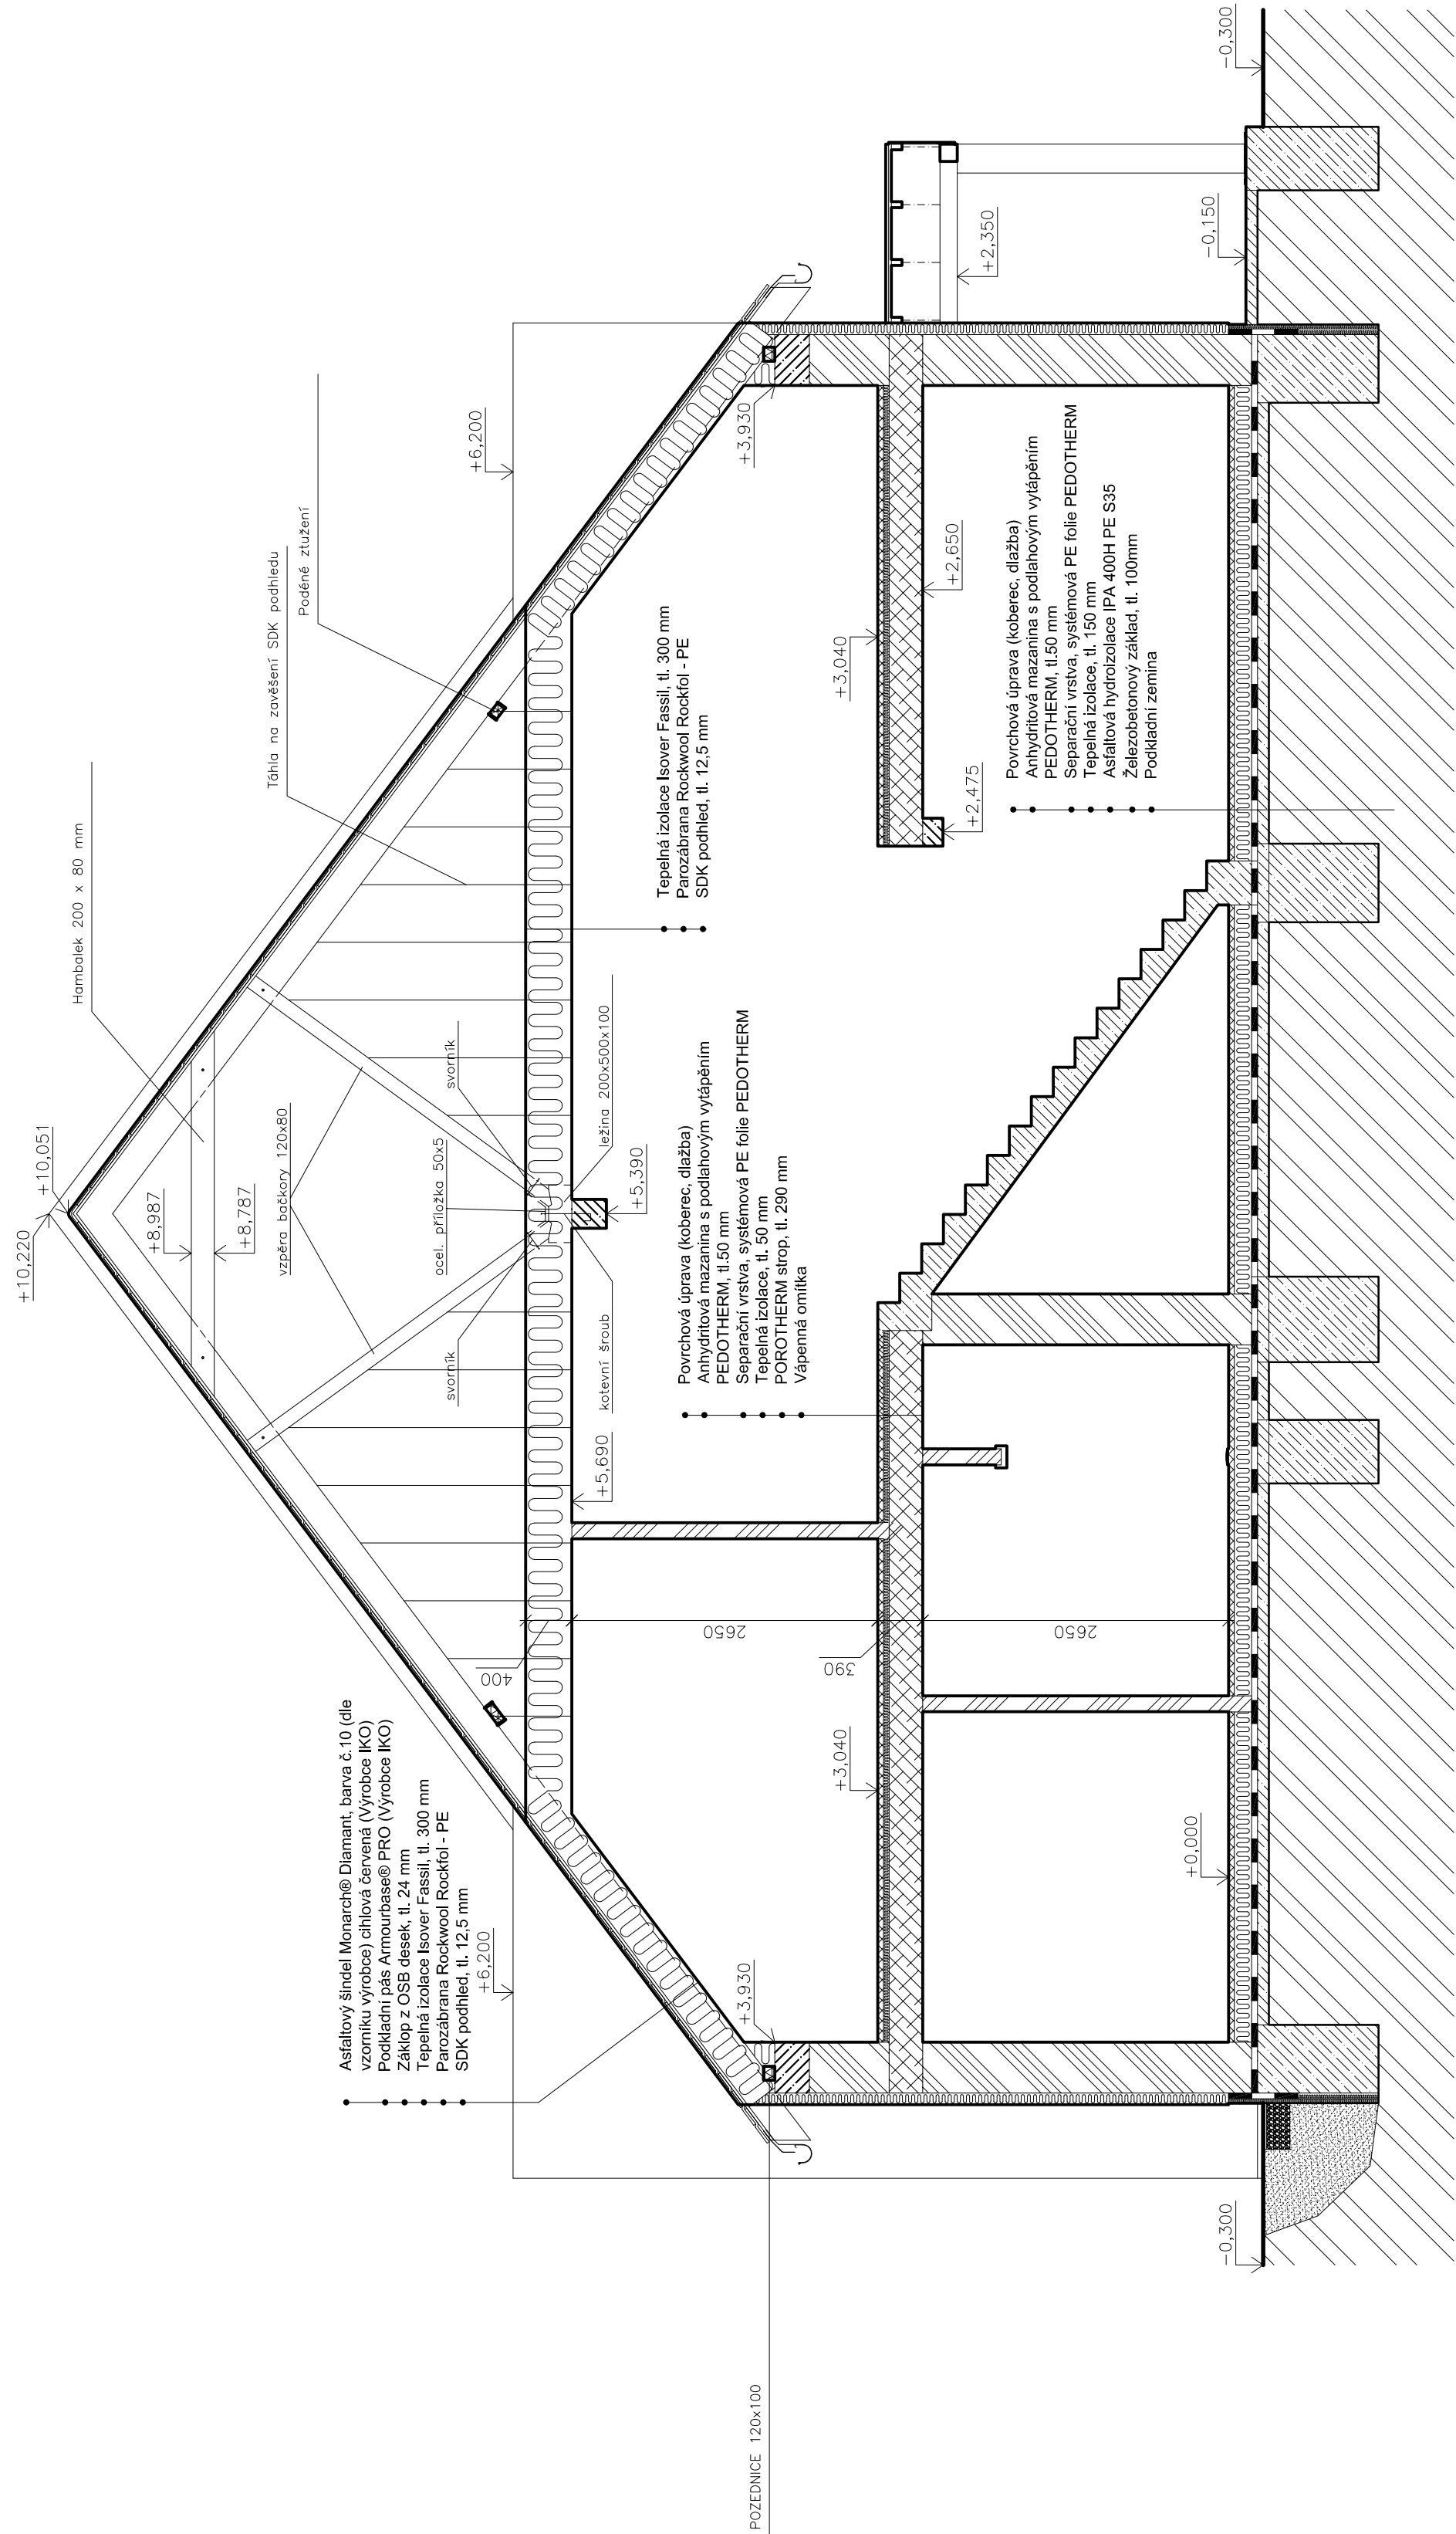 +10,220
+10,051
Hambalek 200 x 80 mm
+8,987
+8,787
vzpěra bačkory 120x80
Táhla na zavěšení SDK podhledu
Poděné ztužení
Asfaltový šindel Monarch® Diamant, barva č.10 (dle
vzorníku výrobce) cihlová červená (Výrobce IKO)
Podkladní pás Armourbase® PRO (Výrobce IKO)
Záklop z OSB desek, tl. 24 mm
Tepelná izolace Isover Fassil, tl. 300 mm
Parozábrana Rockwool Rockfol - PE
SDK podhled, tl. 12,5 mm
+6,200
+6,200
svorník
ocel. příložka 50x5
svorník
400
+5,690
kotevní šroub
+5,390
ležina 200x500x100
Tepelná izolace Isover Fassil, tl. 300 mm
Parozábrana Rockwool Rockfol - PE
SDK podhled, tl. 12,5 mm
POZEDNICE 120x100
+3,930
2650
Povrchová úprava (koberec, dlažba)
Anhydritová mazanina s podlahovým vytápěním
PEDOTHERM, tl.50 mm
Separační vrstva, systémová PE folie PEDOTHERM
Tepelná izolace, tl. 50 mm
POROTHERM strop, tl. 290 mm
Vápenná omítka
+3,930
+3,040
390
+3,040
+2,650
+2,475
+2,350
2650
Povrchová úprava (koberec, dlažba)
Anhydritová mazanina s podlahovým vytápěním
PEDOTHERM, tl.50 mm
Separační vrstva, systémová PE folie PEDOTHERM
Tepelná izolace, tl. 150 mm
Asfaltová hydroIzolace IPA 400H PE S35
Železobetonový základ, tl. 100mm
Podkladní zemina
+0,000
-0,300
-0,150
-0,300